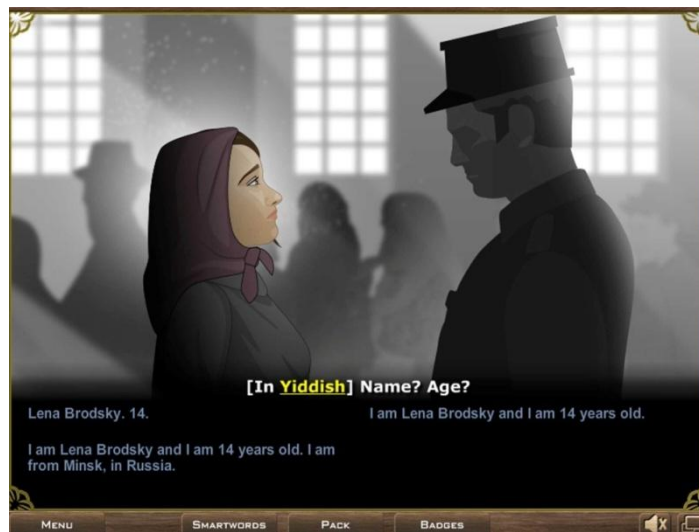 [In Yiddish] Name? Age?
Lena Brodsky. 14.
I am Lena Brodsky and I am 14 years old.
I am Lena Brodsky and I am 14 years old. I am
from Minsk, in Russia.
MENU
SMARTWORDS
PACK
BADGES